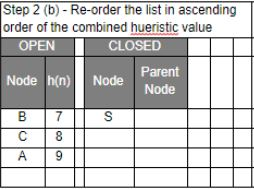 Step 2 (b) - Re-order the list in ascending
order of the combined hueristic value
OPEN CLOSED
Node h(n) Node Parent Node
B 7 S
C 8
A 9